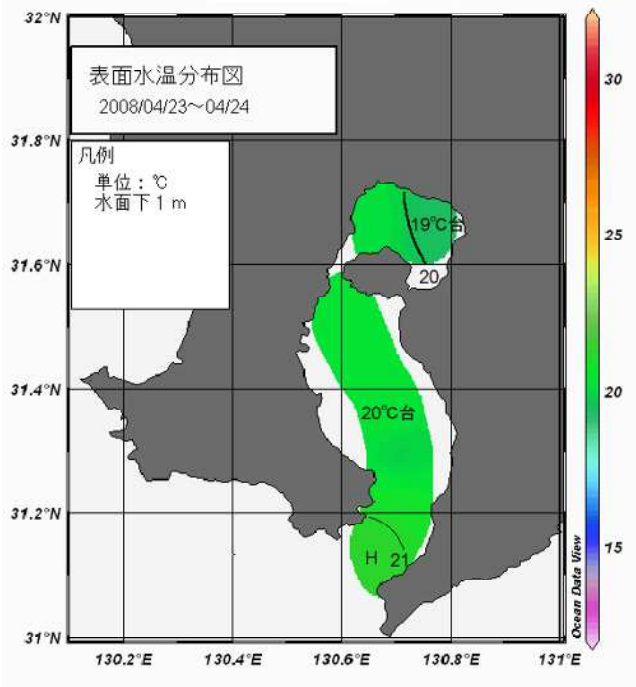 32°N
表面水温分布図
2008/04/23～04/24
30
31.8°N
凡例
単位：℃
水面下1m
19℃台
25
31.6°N
20
31.4°N
20℃台
20
31.2°N
H 21
15
31°N
Ocean Data View
130.2°E 130.4°E 130.6°E 130.8°E 131°E